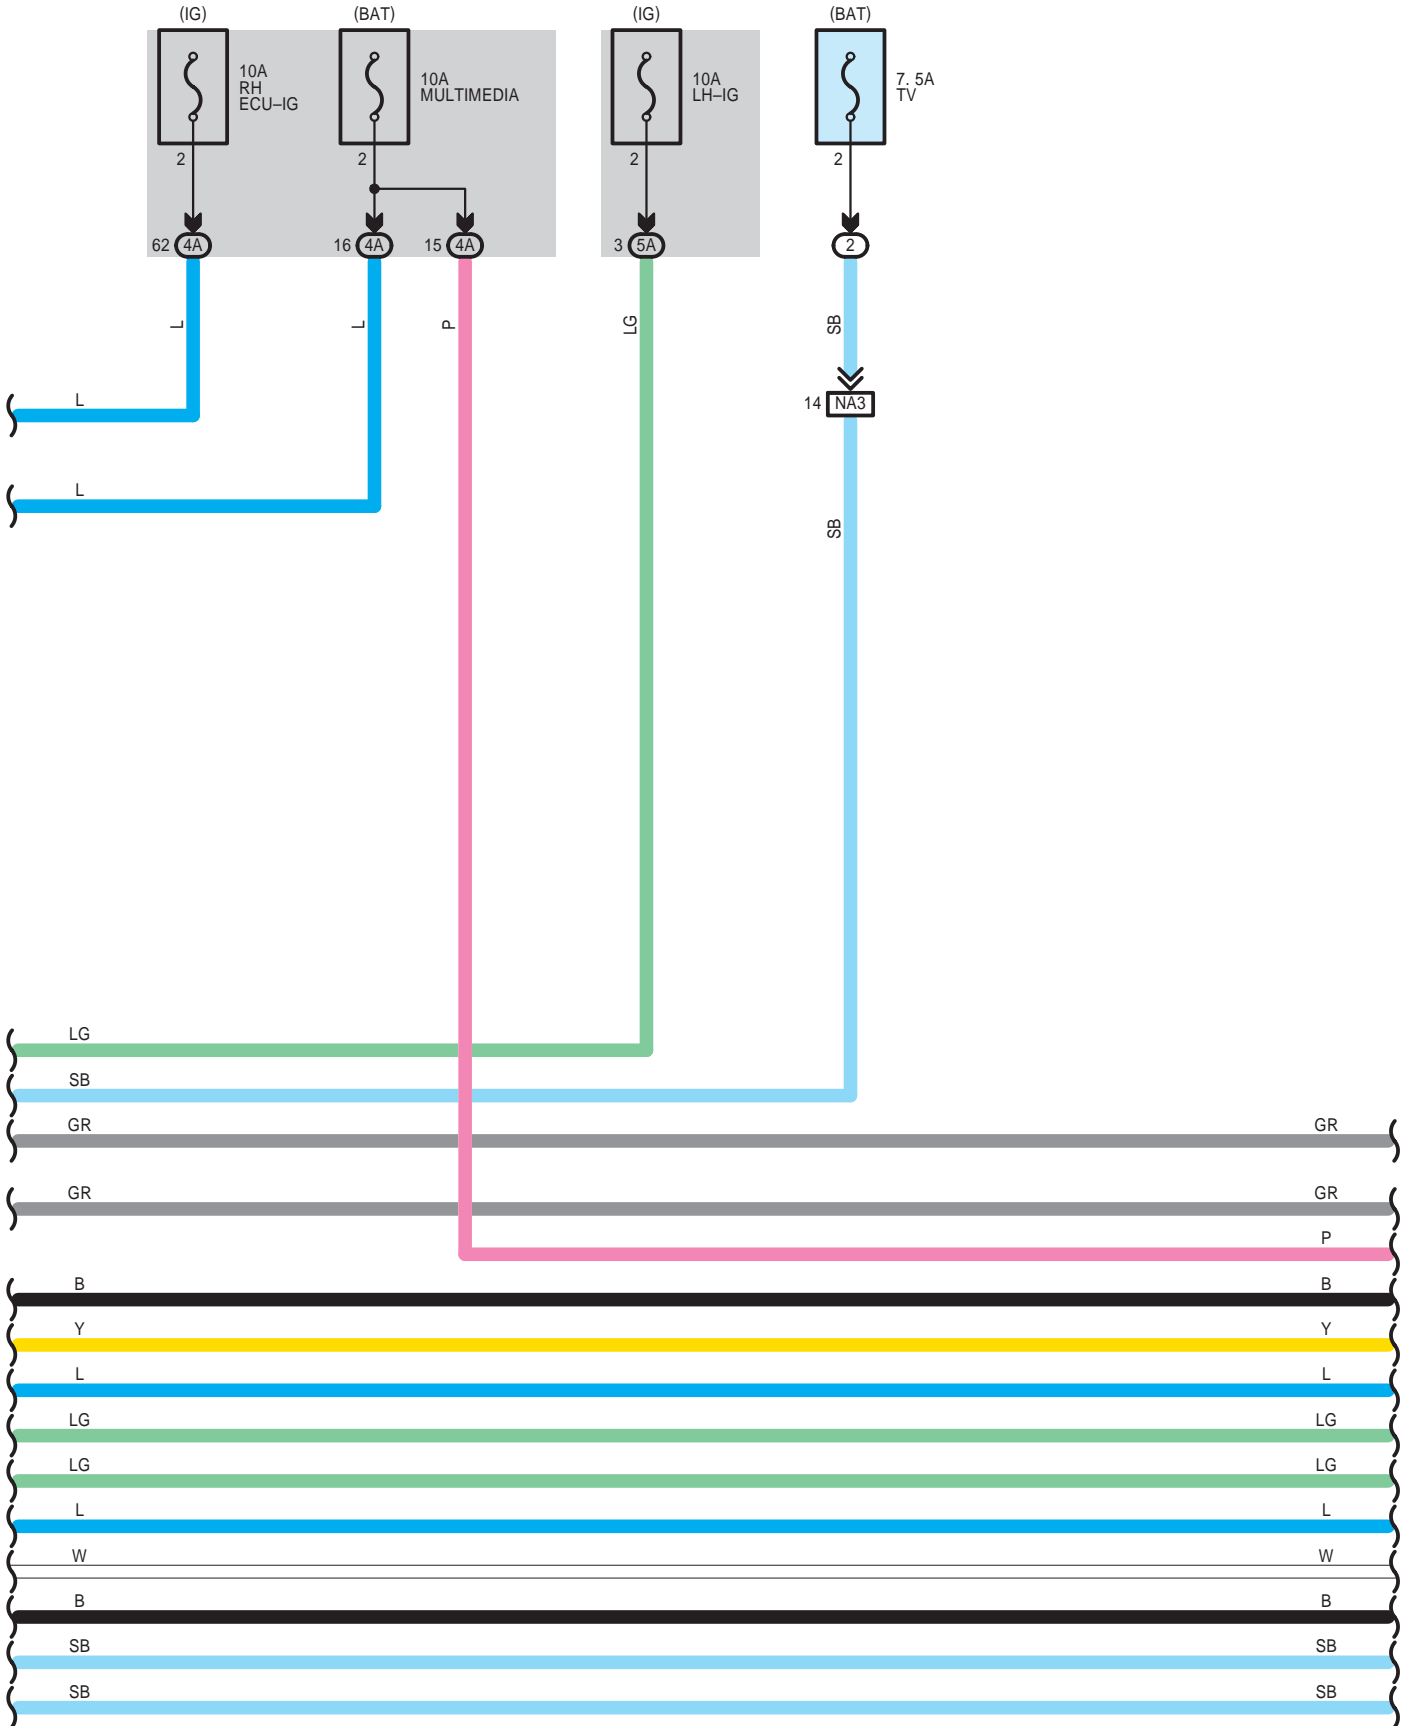 (IG) (BAT) (IG) (BAT)
10A
RH
ECU–IG
10A
MULTIMEDIA
10A
LH–IG
7. 5A
TV
2 2 2 2
62 4A 16 4A 15 4A 3 5A 2
L L P LG SB
L
14 NA3
L
SB
LG
SB
GR GR
GR GR
P
B B
Y Y
L L
LG LG
LG LG
L L
W W
B B
SB SB
SB SB